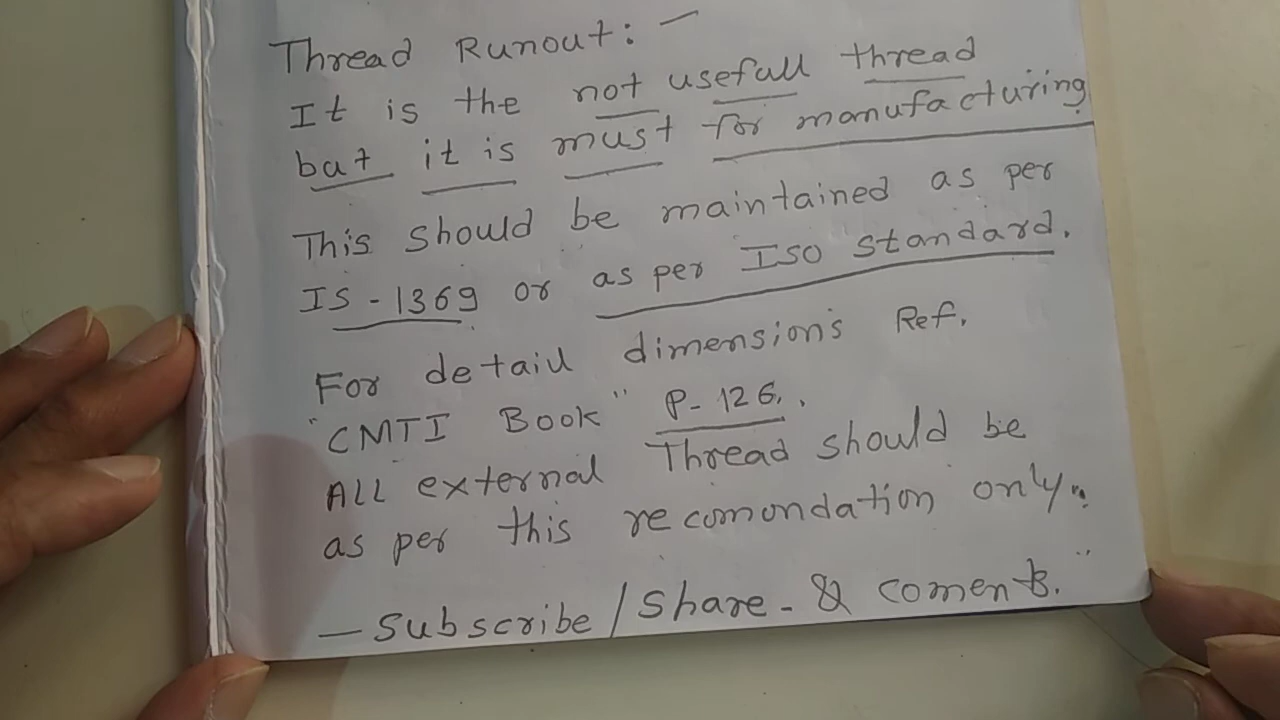 Thread Runout: -
It is the not usefull thread
but it is must for manufacturing
This should be maintained as per
IS - 1369 or as per ISO standard.
For detail dimensions Ref.
"CMTI Book" P- 126.
ALL external Thread should be
as per this recomondation only.
— Subscribe / Share - & coments.